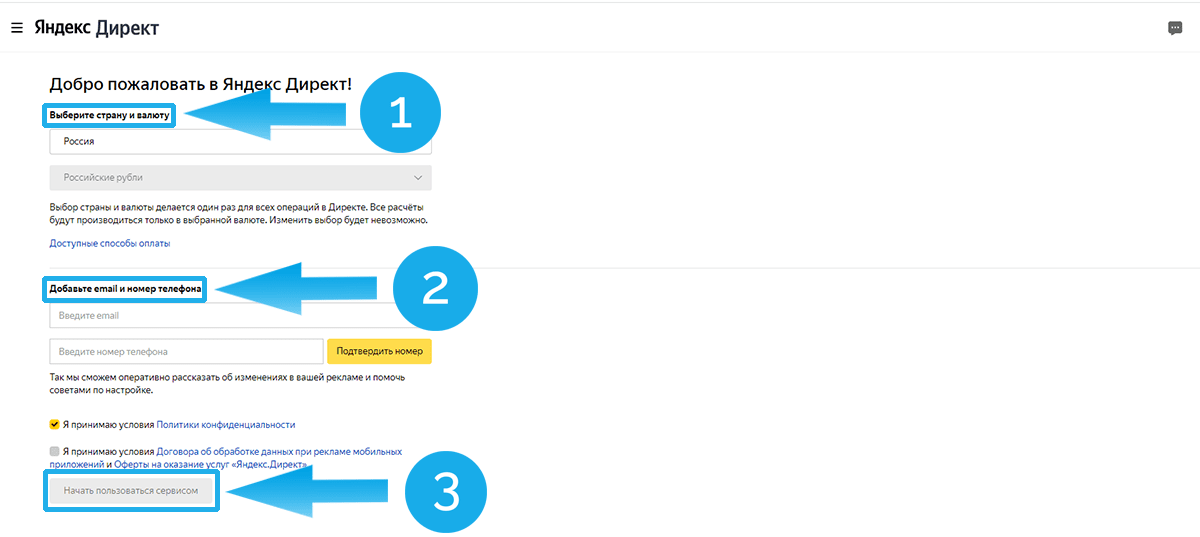 Яндекс Директ
Добро пожаловать в Яндекс Директ!
Выберите страну и валюту
1
Россия
Российские рубли
Выбор страны и валюты делается один раз для всех операций в Директе. Все расчёты
будут производиться только в выбранной валюте. Изменить выбор будет невозможно.
Доступные способы оплаты
Добавьте email и номер телефона
2
Введите email
Введите номер телефона
Подтвердить номер
Так мы сможем оперативно рассказать об изменениях в вашей рекламе и помочь
советами по настройке.
Я принимаю условия Политики конфиденциальности
Я принимаю условия Договора об обработке данных при рекламе мобильных
приложений и Оферты на оказание услуг «Яндекс.Директ»
Начать пользоваться сервисом
3